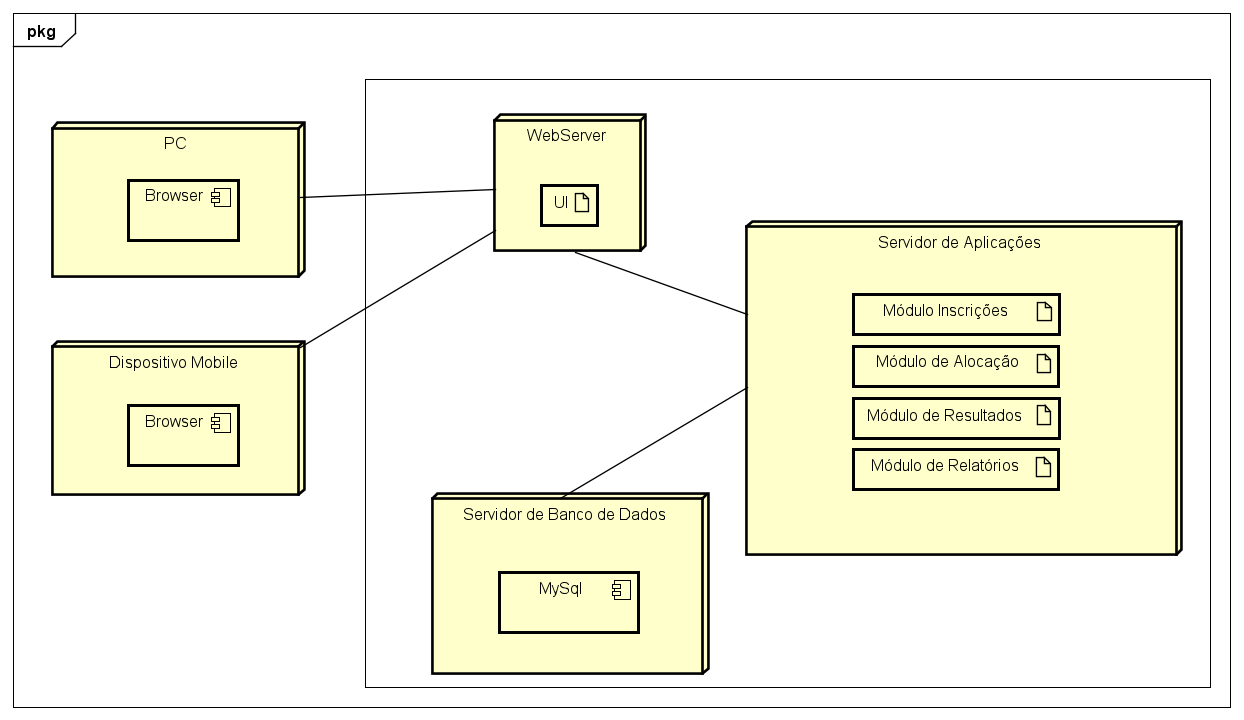 pkg
PC
Browser
WebServer
UI
Servidor de Aplicações
Módulo Inscrições
Módulo de Alocação
Módulo de Resultados
Módulo de Relatórios
Dispositivo Mobile
Browser
Servidor de Banco de Dados
MySql